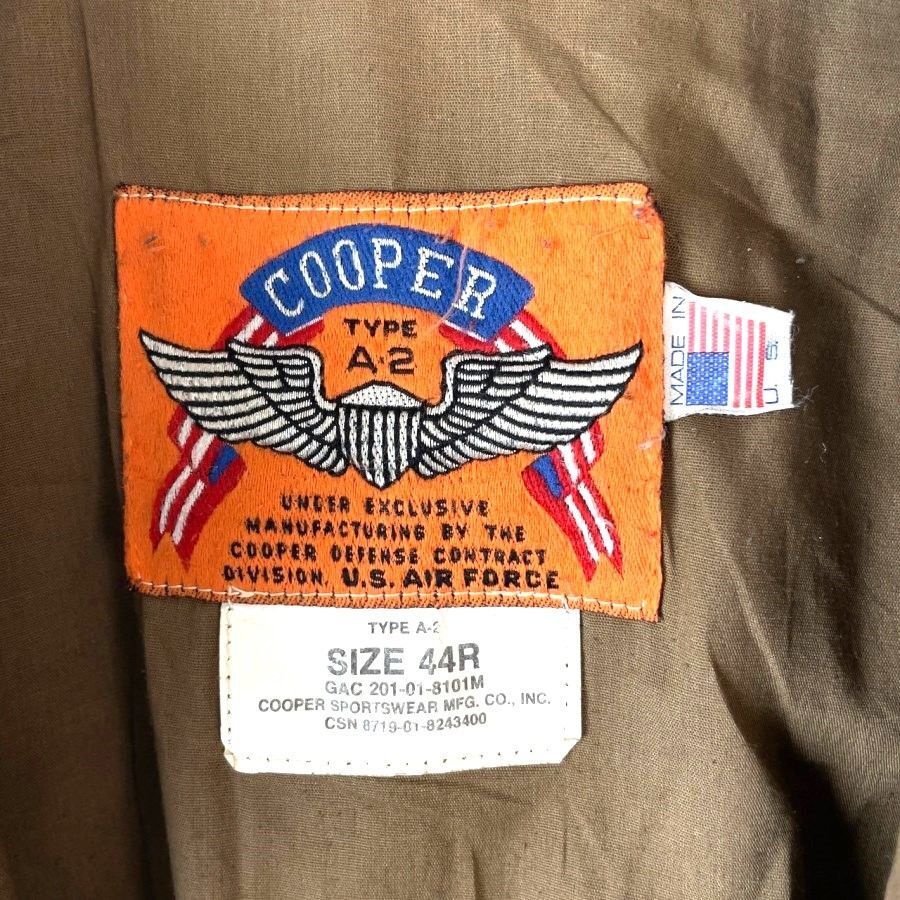 COOPER
TYPE
A-2
UNDER EXCLUSIVE
MANUFACTURING BY THE
COOPER DEFENSE CONTRACT
DIVISION. U.S. AIR FORCE
MADE IN
U. S.
TYPE A-2
SIZE 44R
GAC 201-01-8101M
COOPER SPORTSWEAR MFG. CO., INC.
CSN 8719-01-8243400